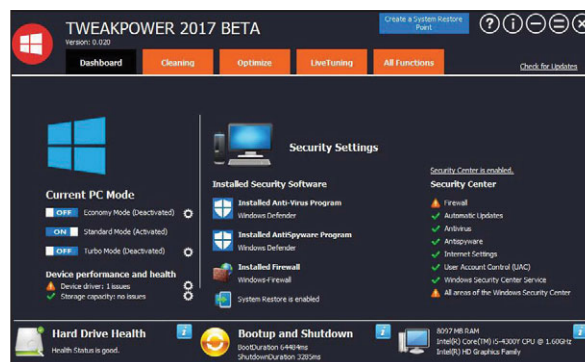 TWEAKPOWER 2017 BETA
Version: 0.020
Create a System Restore
Point
Dashboard
Cleaning
Optimize
LiveTuning
All Functions
Check for Updates
Security Settings
Current PC Mode
OFF Economy Mode (Deactivated)
ON Standard Mode (Activated)
OFF Turbo Mode (Deactivated)
Device performance and health
Device driver: 1 issues
Storage capacity: no issues
Installed Security Software
Installed Anti-Virus Program
Windows Defender
Installed AntiSpyware Program
Windows Defender
Installed Firewall
Windows-Firewall
System Restore is enabled
Security Center is enabled.
Security Center
Firewall
Automatic Updates
Antivirus
Antispyware
Internet Settings
User Account Control (UAC)
Windows Security Center Service
All areas of the Windows Security Center
Hard Drive Health
Health Status is good.
Bootup and Shutdown
BootDuration 64484ms
ShutdownDuration 3285ms
8097 MB RAM
Intel(R) Core(TM) i5-4300Y CPU @ 1.60GHz
Intel(R) HD Graphics Family